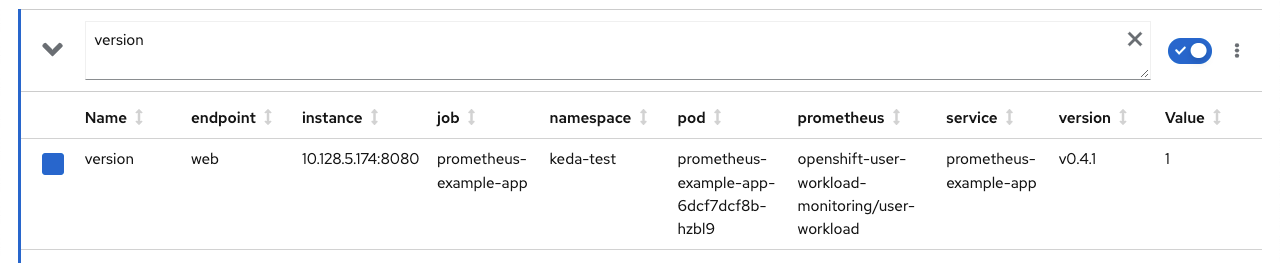 version
Name endpoint instance job namespace pod prometheus service version Value
version web 10.128.5.174:8080 prometheus- keda-test prometheus- openshift-user- prometheus- v0.4.1 1
example-app example-app- workload- example-app
6dcf7dcf8b- monitoring/user-
hzbl9 workload